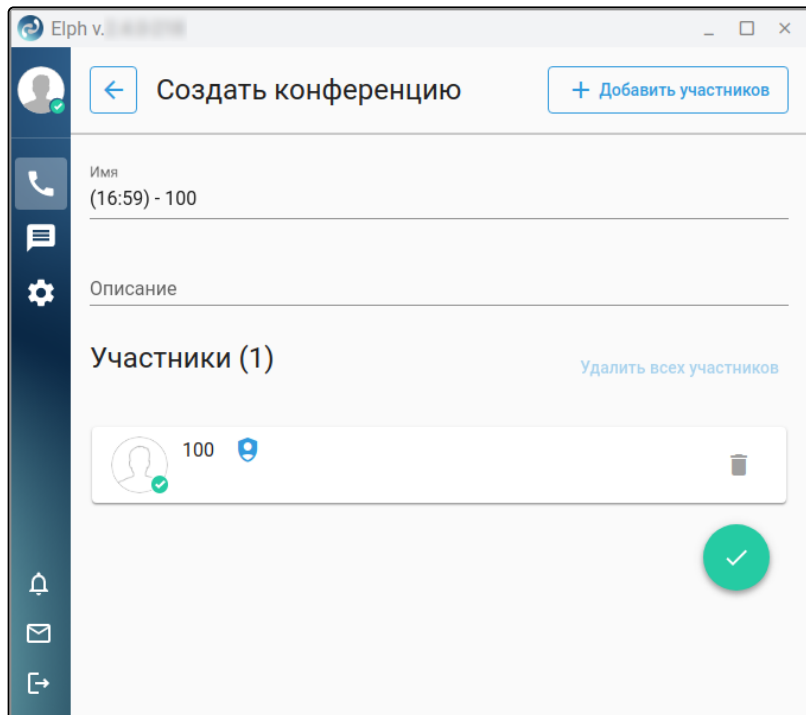 Elph v.
Создать конференцию
+ Добавить участников
Имя
(16:59) - 100
Описание
Участники (1)
Удалить всех участников
100